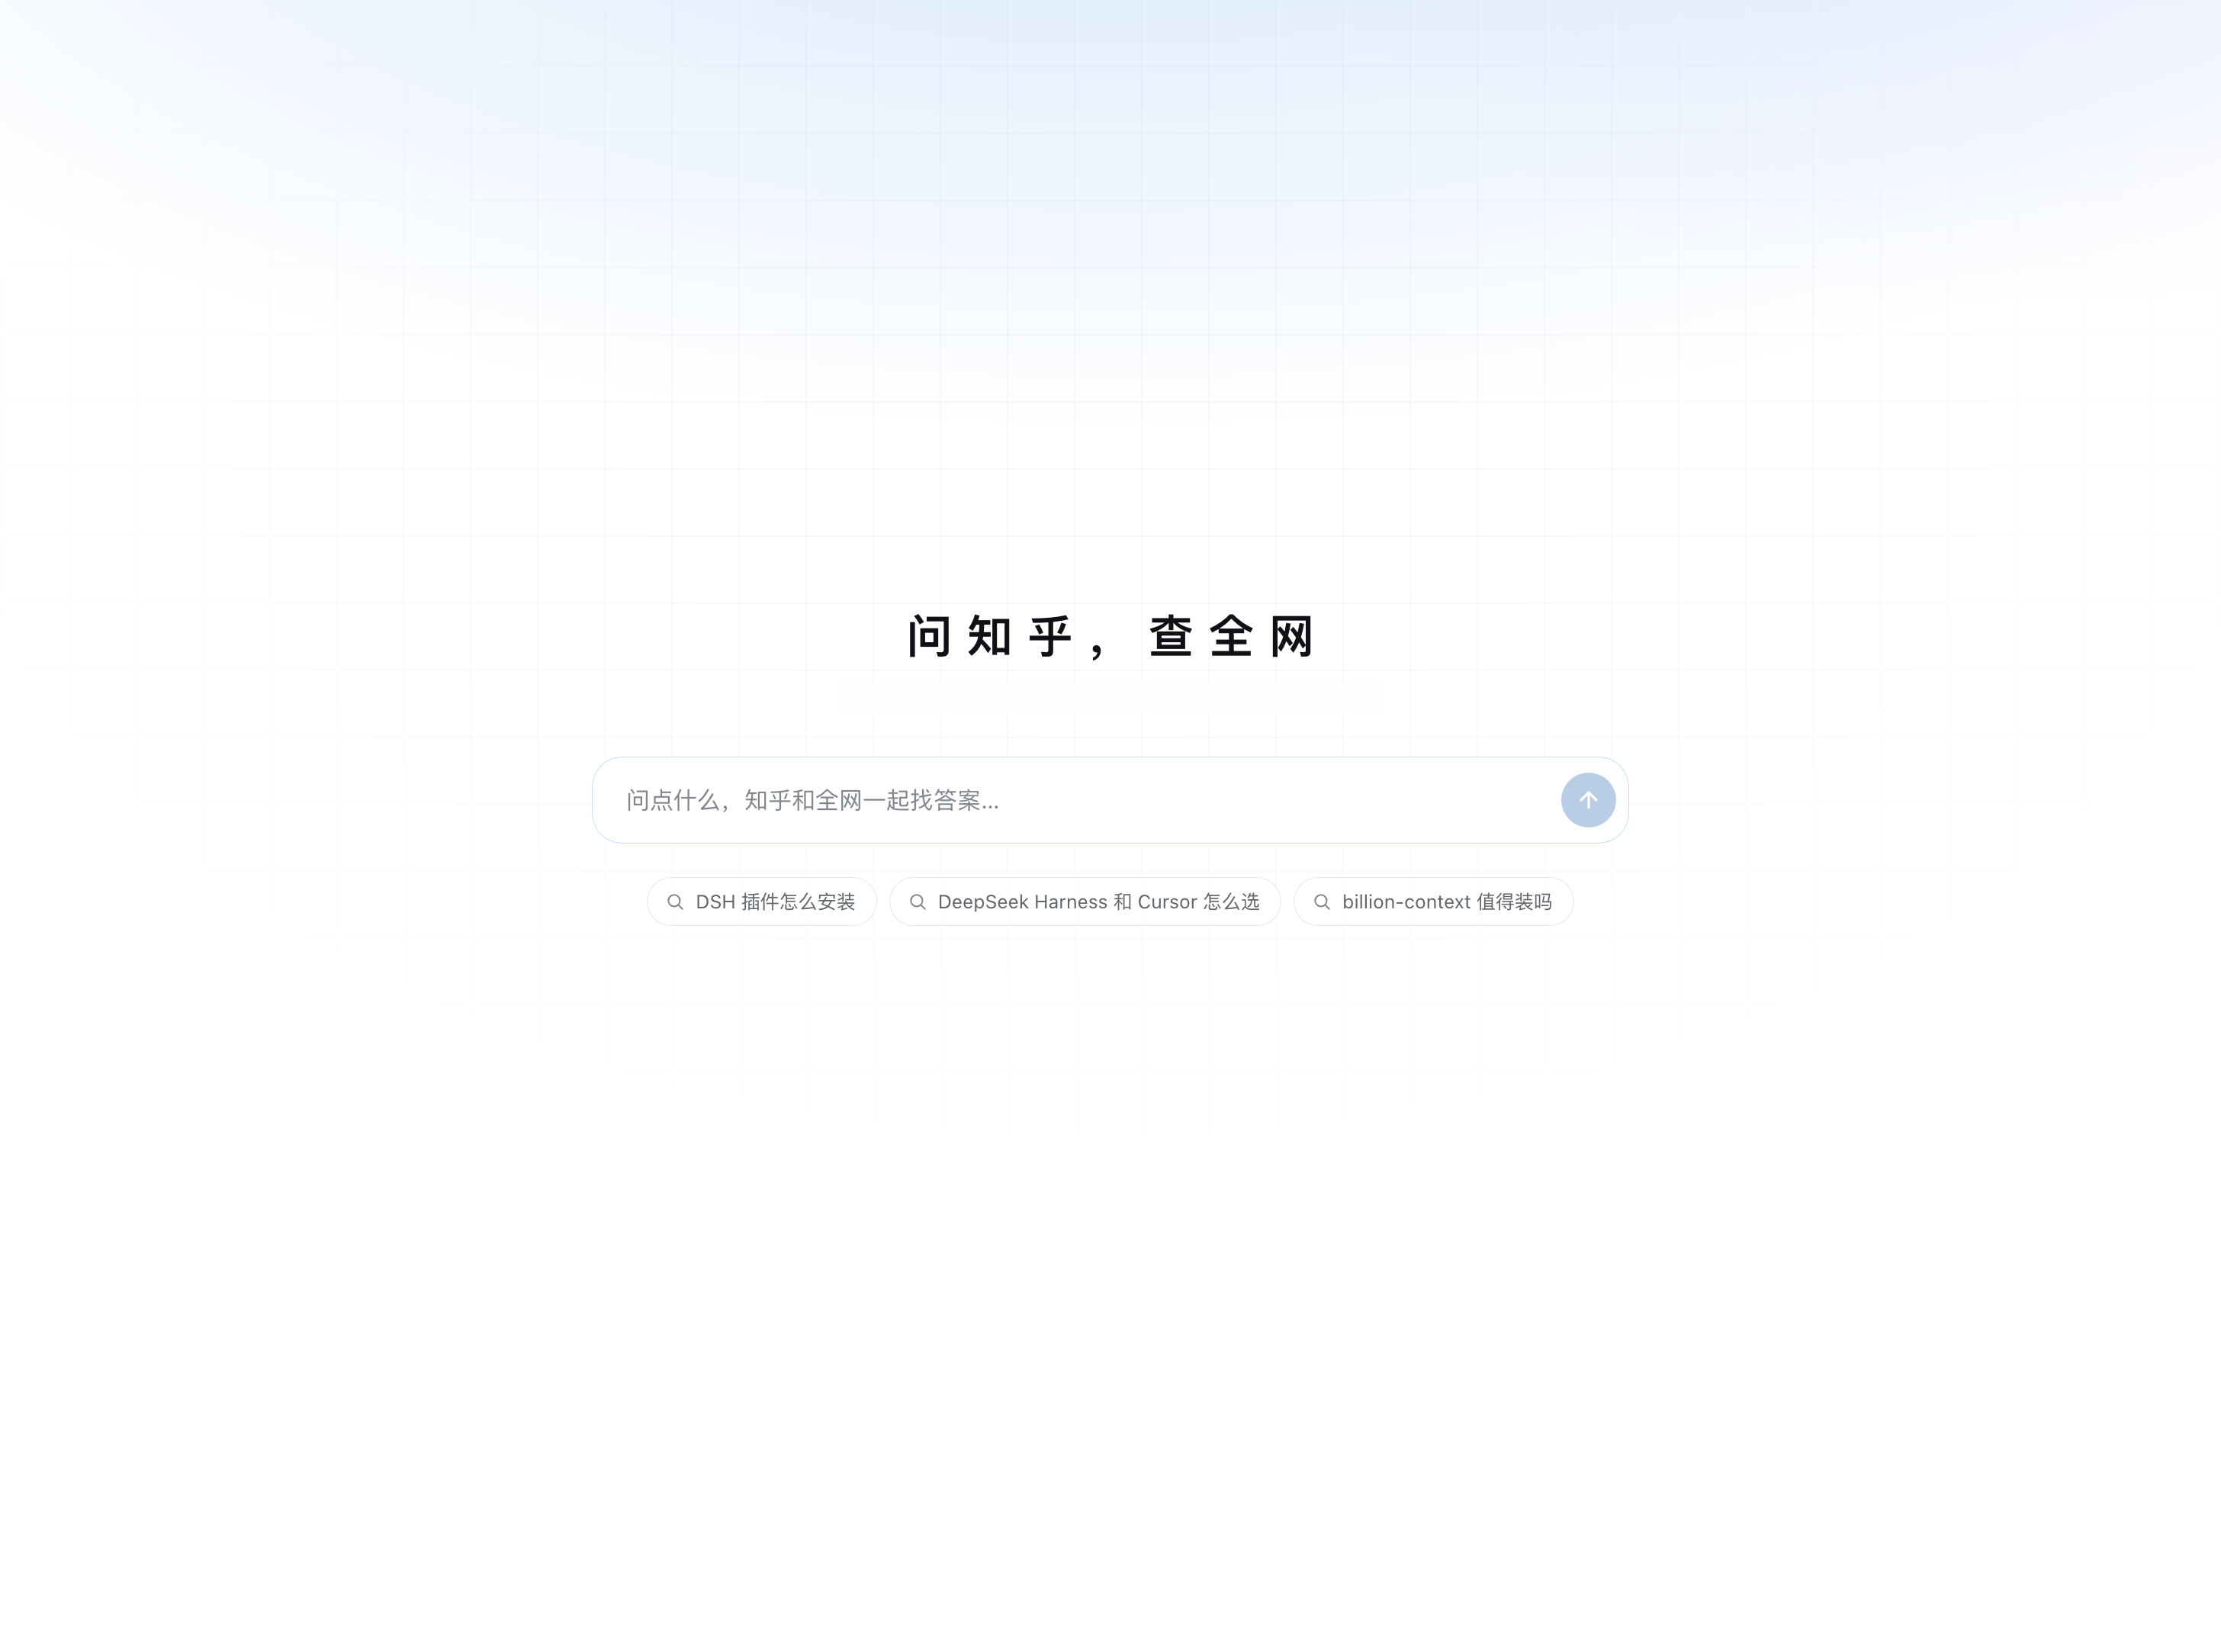 问知乎，查全网
问点什么，知乎和全网一起找答案...
DSH 插件怎么安装
DeepSeek Harness 和 Cursor 怎么选
billion-context 值得装吗